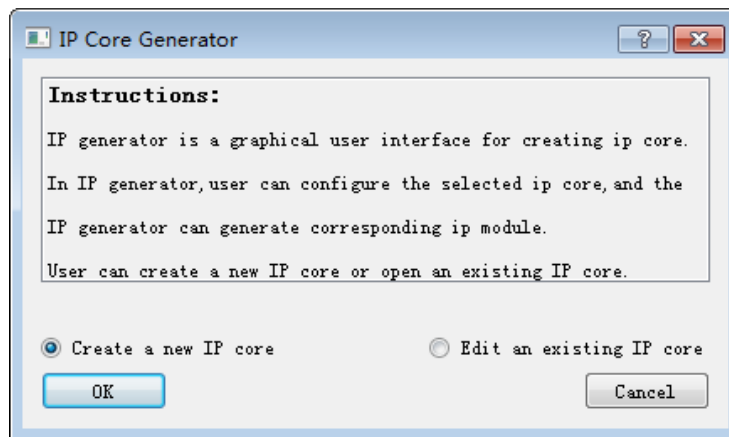 IP Core Generator
Instructions:
IP generator is a graphical user interface for creating ip core.
In IP generator, user can configure the selected ip core, and the
IP generator can generate corresponding ip module.
User can create a new IP core or open an existing IP core.
Create a new IP core
Edit an existing IP core
OK
Cancel